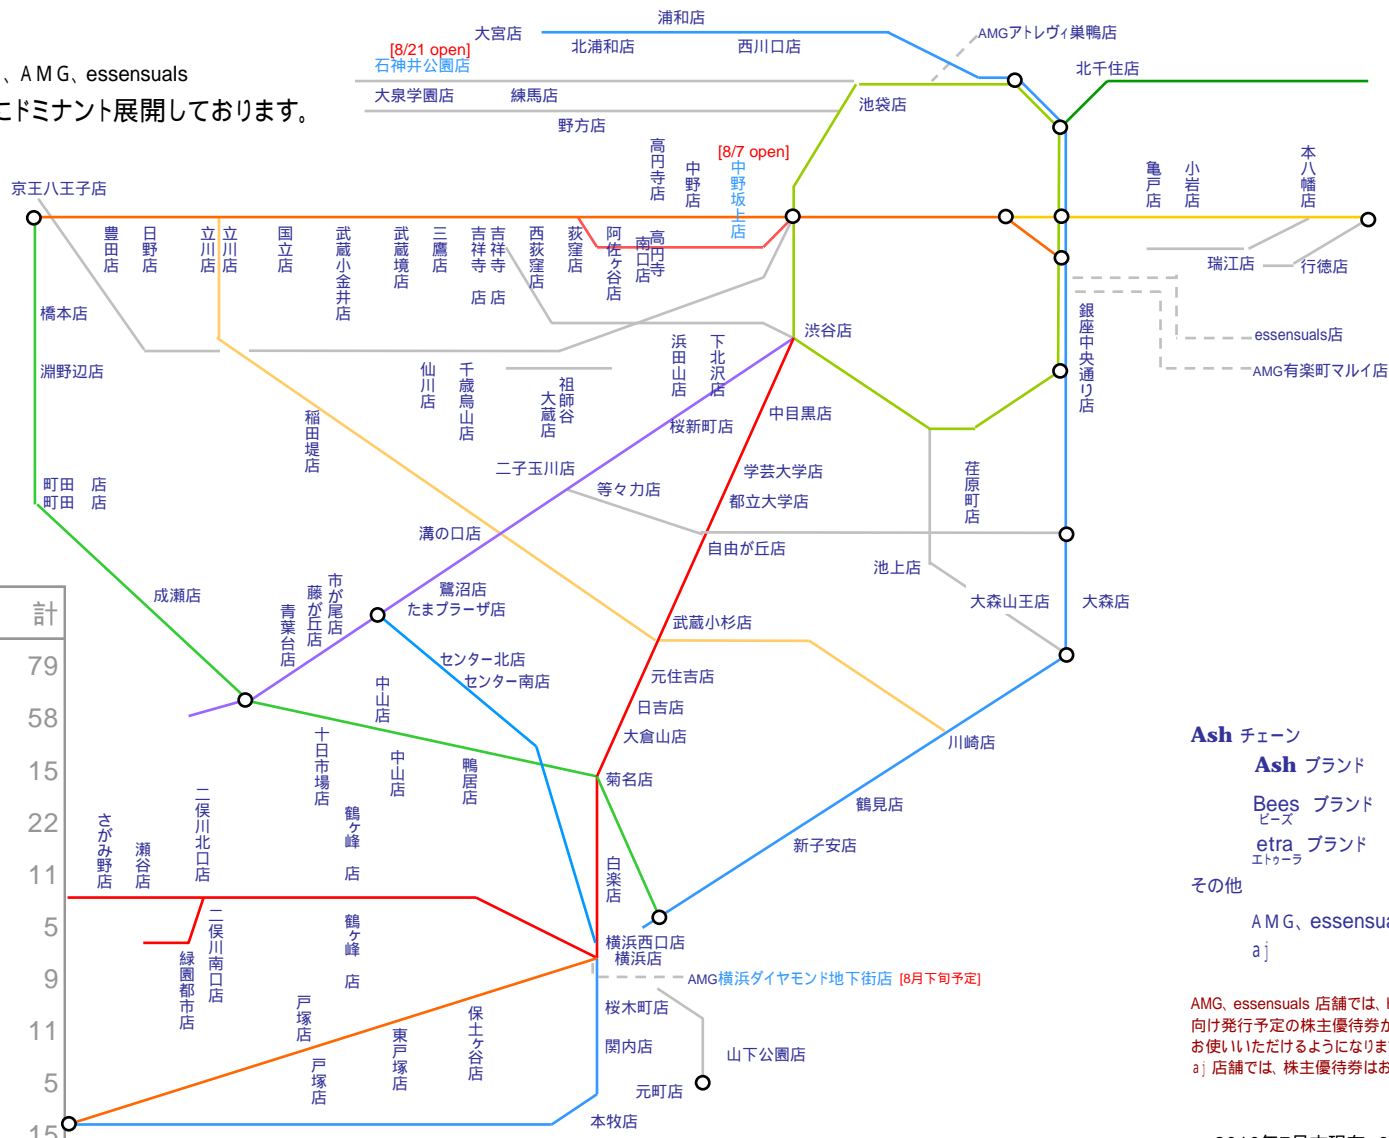 、AMG、essensuals
にドミナント展開しております。
浦和店
大宮店
北浦和店
西川口店
AMGアトレヴィ巣鴨店
[8/21 open]
石神井公園店
北千住店
大泉学園店
練馬店
池袋店
野方店
高円寺店
中野店
[8/7 open]
中野坂上店
亀戸店
小岩店
本八幡店
京王八王子店
豊田店
日野店
立川店
立川店
国立店
武蔵小金井店
武蔵境店
三鷹店
吉祥寺 店
吉祥寺 店
西荻窪店
荻窪店
阿佐ケ谷店
高円寺
南口店
瑞江店
行徳店
橋本店
淵野辺店
渋谷店
銀座中央通り店
essensuals店
AMG有楽町マルイ店
仙川店
千歳烏山店
祖師谷
大蔵店
浜田山店
下北沢店
稲田堤店
桜新町店
中目黒店
二子玉川店
等々力店
学芸大学店
都立大学店
荏原町店
町田 店
町田 店
溝の口店
自由が丘店
池上店
成瀬店
青葉台店
藤が丘店
市が尾店
鷺沼店
たまプラーザ店
大森山王店
大森店
武蔵小杉店
センター北店
センター南店
元住吉店
日吉店
大倉山店
中山店
川崎店
十日市場店
中山店
鴨居店
菊名店
鶴見店
新子安店
計
79
58
15
22
11
5
9
11
5
15
さがみ野店
瀬谷店
二俣川北口店
鶴ヶ峰 店
白楽店
二俣川南口店
緑園都市店
鶴ヶ峰 店
横浜西口店
横浜店
AMG横浜ダイヤモンド地下街店 [8月下旬予定]
戸塚店
戸塚店
東戸塚店
保土ヶ谷店
桜木町店
関内店
山下公園店
元町店
本牧店
Ash チェーン
Ash ブランド
Bees ブランド
ビーズ
etra ブランド
エトゥーラ
その他
AMG、essensua
aj
AMG、essensuals 店舗では、
向け発行予定の株主優待券か
お使いいただけるようになりま
aj 店舗では、株主優待券はお